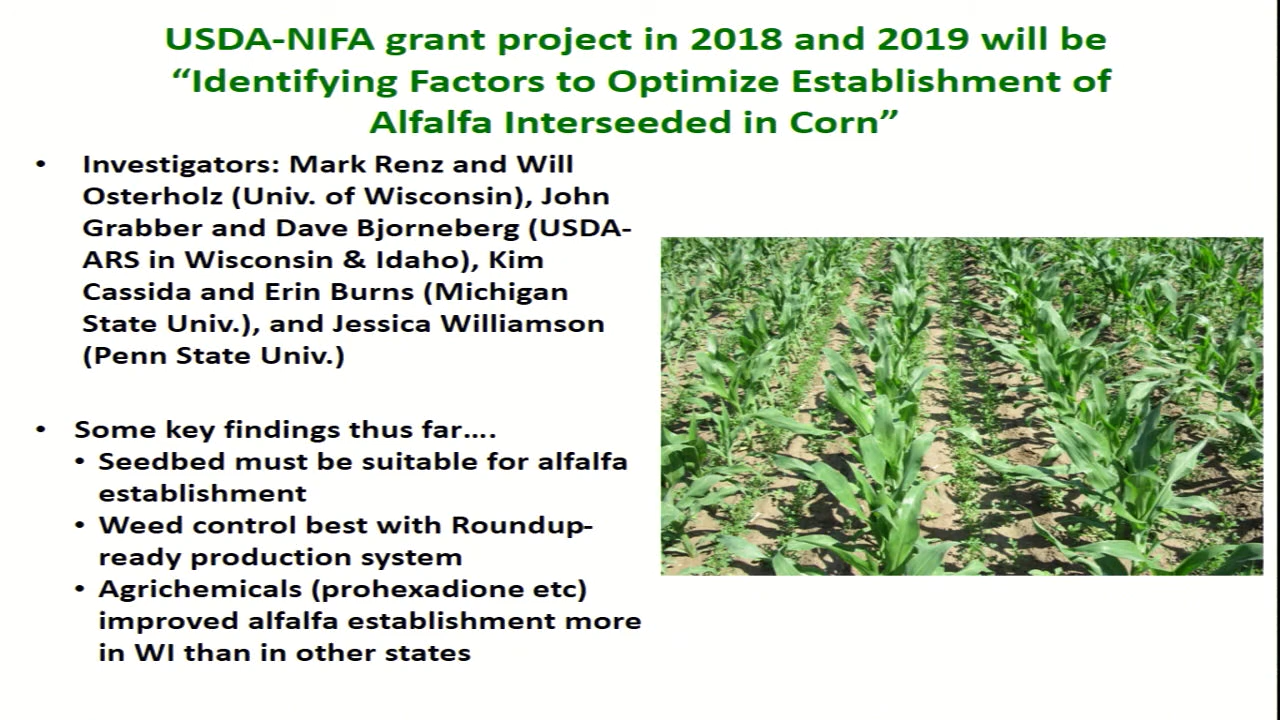 USDA-NIFA grant project in 2018 and 2019 will be
“Identifying Factors to Optimize Establishment of
Alfalfa Interseeded in Corn”
• Investigators: Mark Renz and Will
Osterholz (Univ. of Wisconsin), John
Grabber and Dave Bjorneberg (USDA-
ARS in Wisconsin & Idaho), Kim
Cassida and Erin Burns (Michigan
State Univ.), and Jessica Williamson
(Penn State Univ.)
• Some key findings thus far….
• Seedbed must be suitable for alfalfa
establishment
• Weed control best with Roundup-
ready production system
• Agrichemicals (prohexadione etc)
improved alfalfa establishment more
in WI than in other states